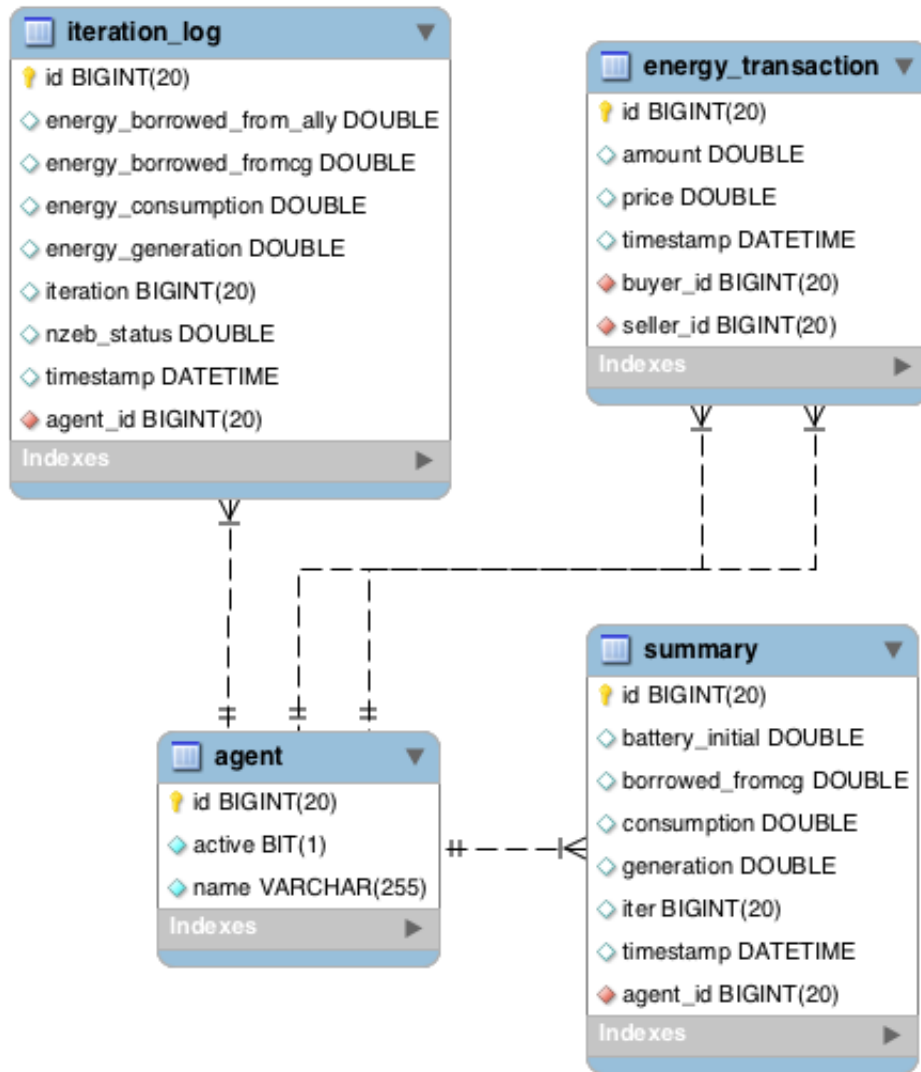 iteration_log
id BIGINT(20)
energy_borrowed_from_ally DOUBLE
energy_borrowed_fromcg DOUBLE
energy_consumption DOUBLE
energy_generation DOUBLE
iteration BIGINT(20)
nzeb_status DOUBLE
timestamp DATETIME
agent_id BIGINT(20)
Indexes
energy_transaction
id BIGINT(20)
amount DOUBLE
price DOUBLE
timestamp DATETIME
buyer_id BIGINT(20)
seller_id BIGINT(20)
Indexes
agent
id BIGINT(20)
active BIT(1)
name VARCHAR(255)
Indexes
summary
id BIGINT(20)
battery_initial DOUBLE
borrowed_fromcg DOUBLE
consumption DOUBLE
generation DOUBLE
iter BIGINT(20)
timestamp DATETIME
agent_id BIGINT(20)
Indexes